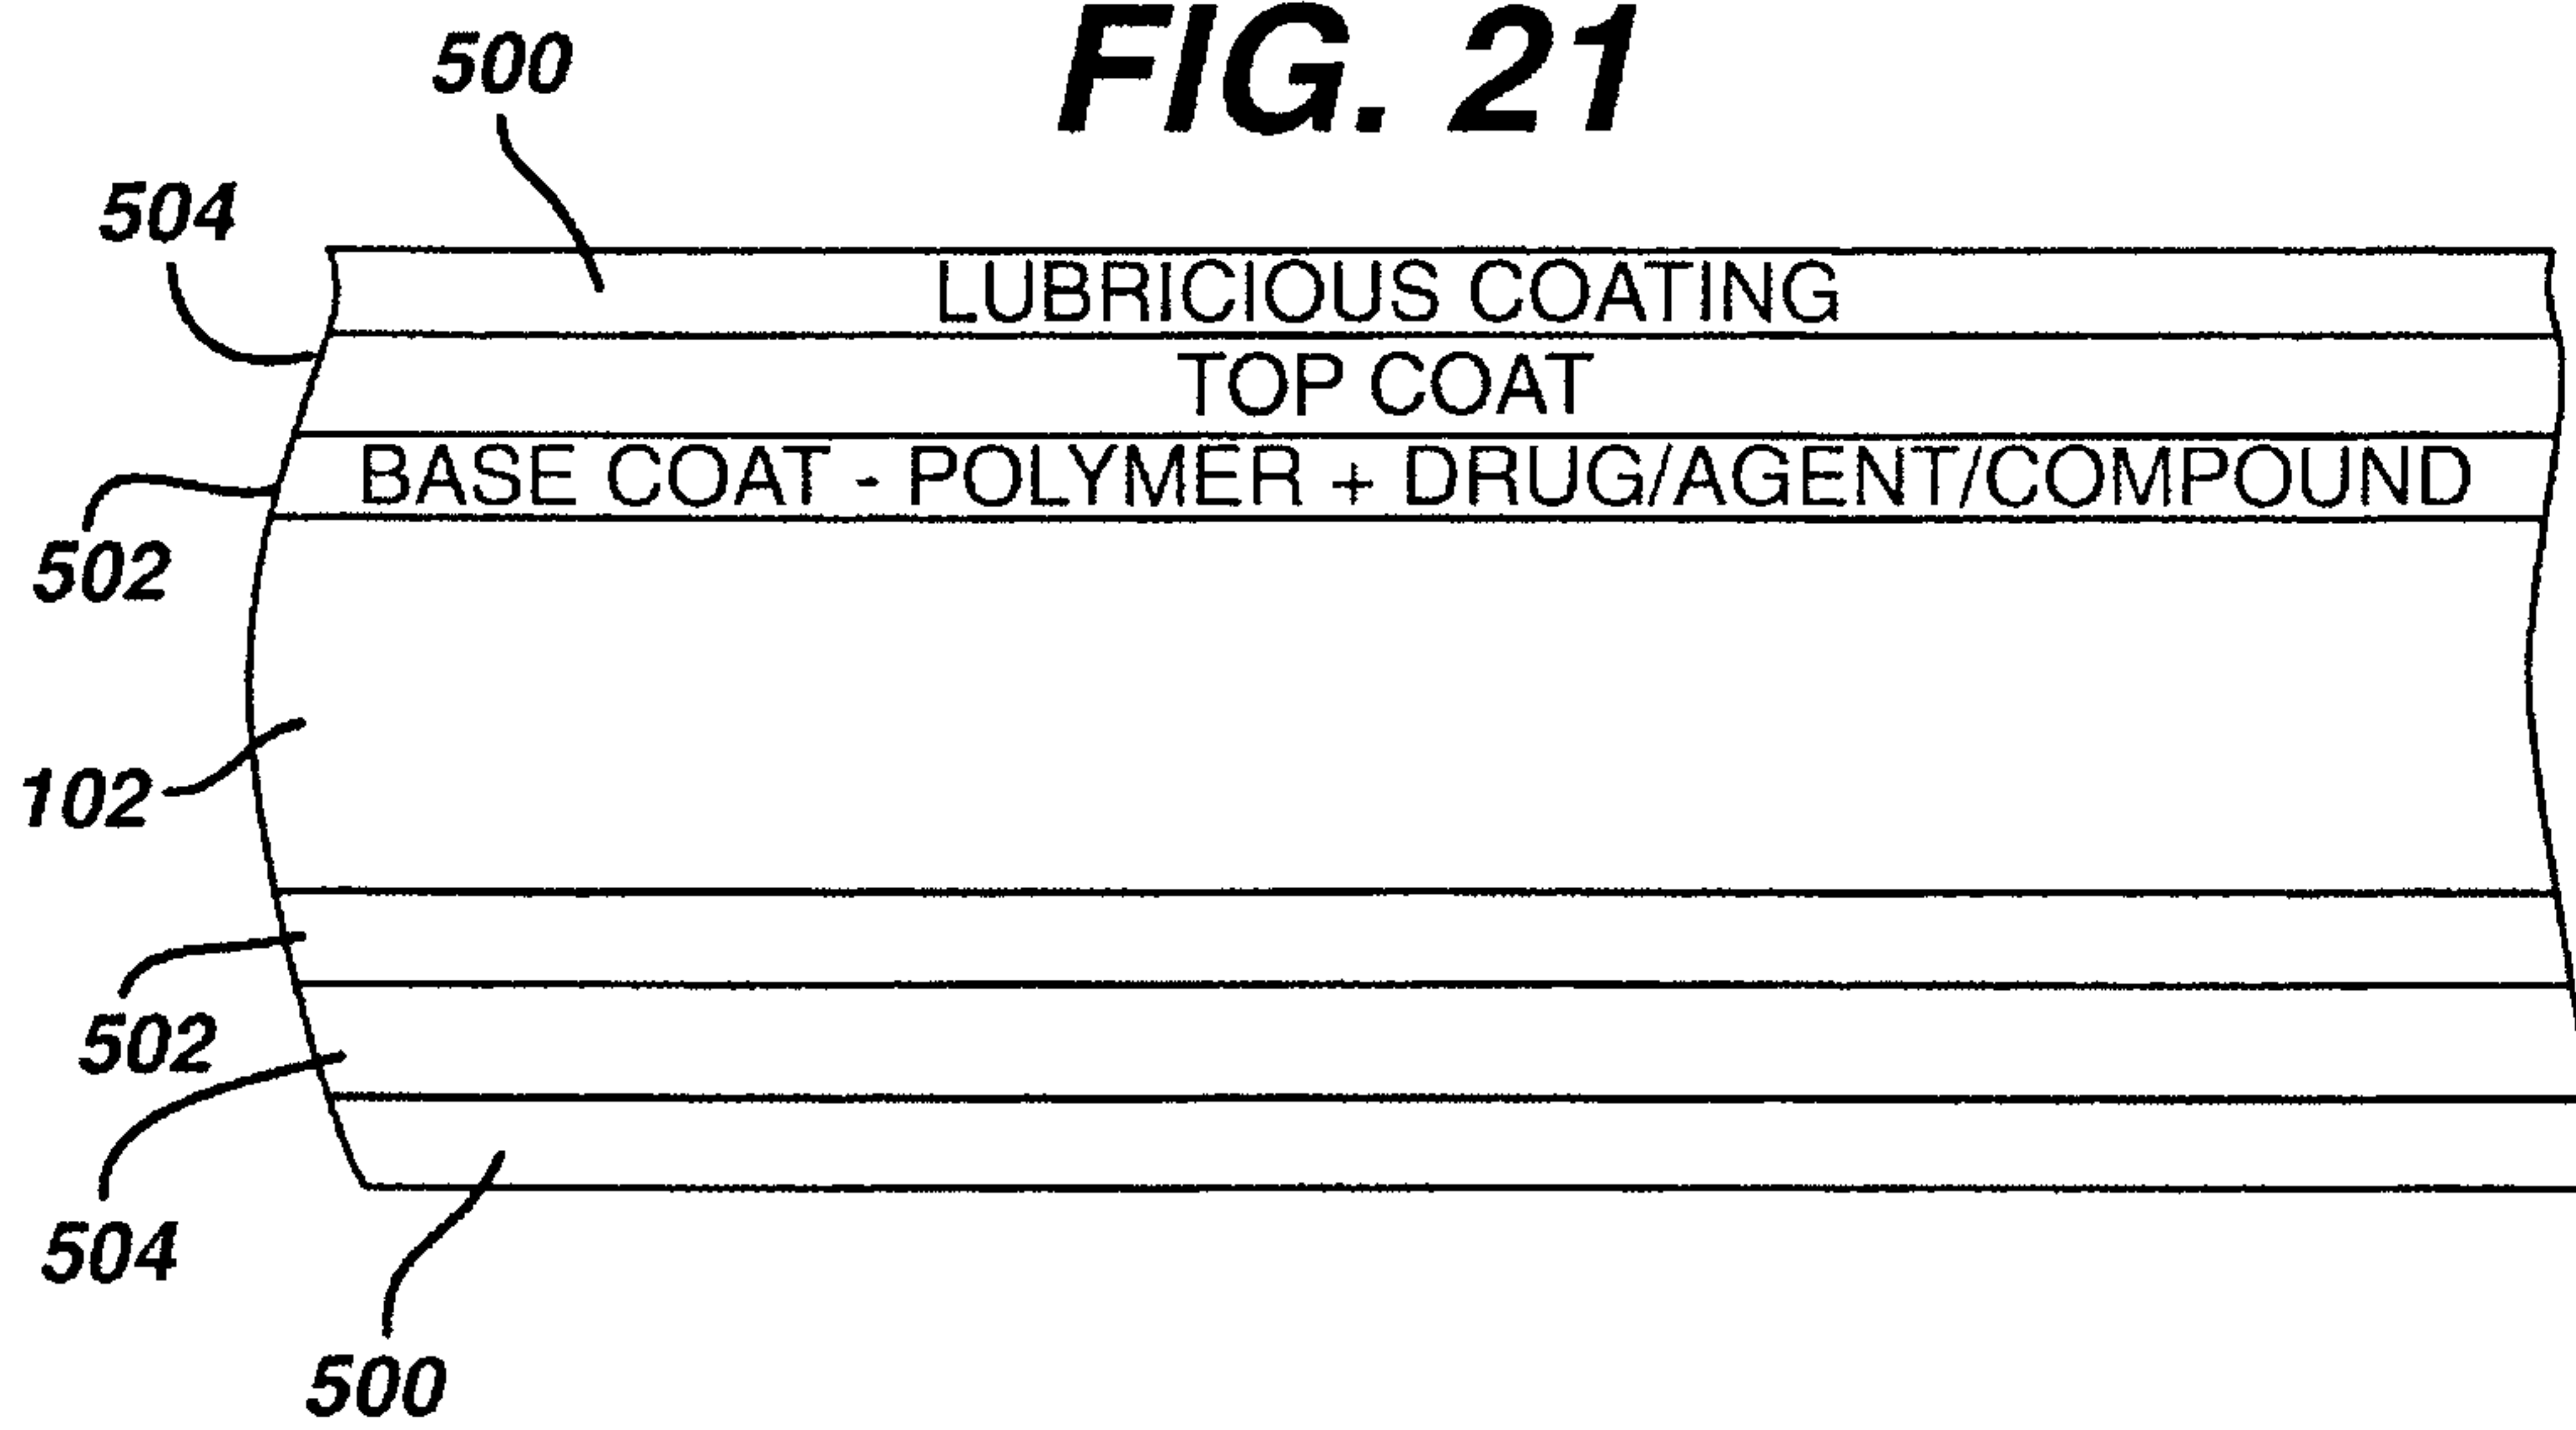 FIG. 21
500
504
LUBRICIOUS COATING
TOP COAT
BASE COAT - POLYMER + DRUG/AGENT/COMPOUND
502
102
502
504
500